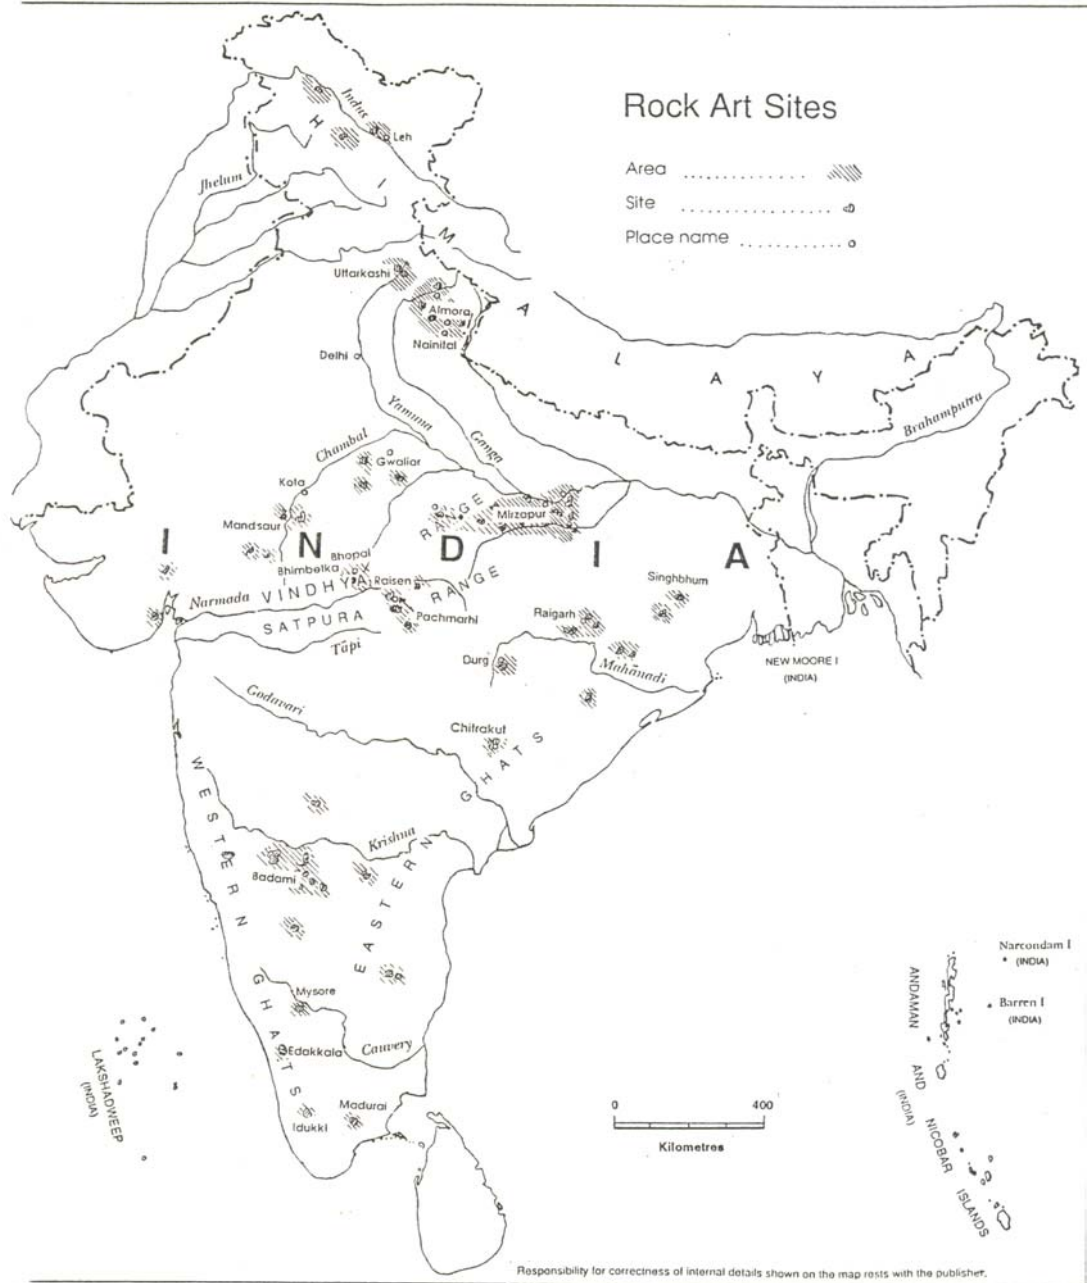 Rock Art Sites
Area
Site
Place name
Indus
Leh
H
I
Jhelum
M
A
L
A
Y
A
Uttarkashi
Almora
Nainital
Delhi
Yamuna
Ganga
Brahamputra
Chambal
Gwalior
Kota
Mirzapur
Mandsaur
RANGE
I N D I A
Bhopal
Bhimbetka
Raisen
RANGE
Singhbhum
Narmada
VINDHYA
Pachmarhi
Raigarh
SATPURA
Tāpi
Durg
Mahānadi
NEW MOORE I
(INDIA)
Godavari
Chitrakut
WESTERN GHATS
EASTERN GHATS
Krishna
Badami
Mysore
Edakkala
Cauvery
Madurai
Idukki
LAKSHADWEEP
(INDIA)
0 400
Kilometres
Narcondam I
(INDIA)
Barren I
(INDIA)
ANDAMAN AND NICOBAR ISLANDS
(INDIA)
Responsibility for correctness of internal details shown on the map rests with the publisher.